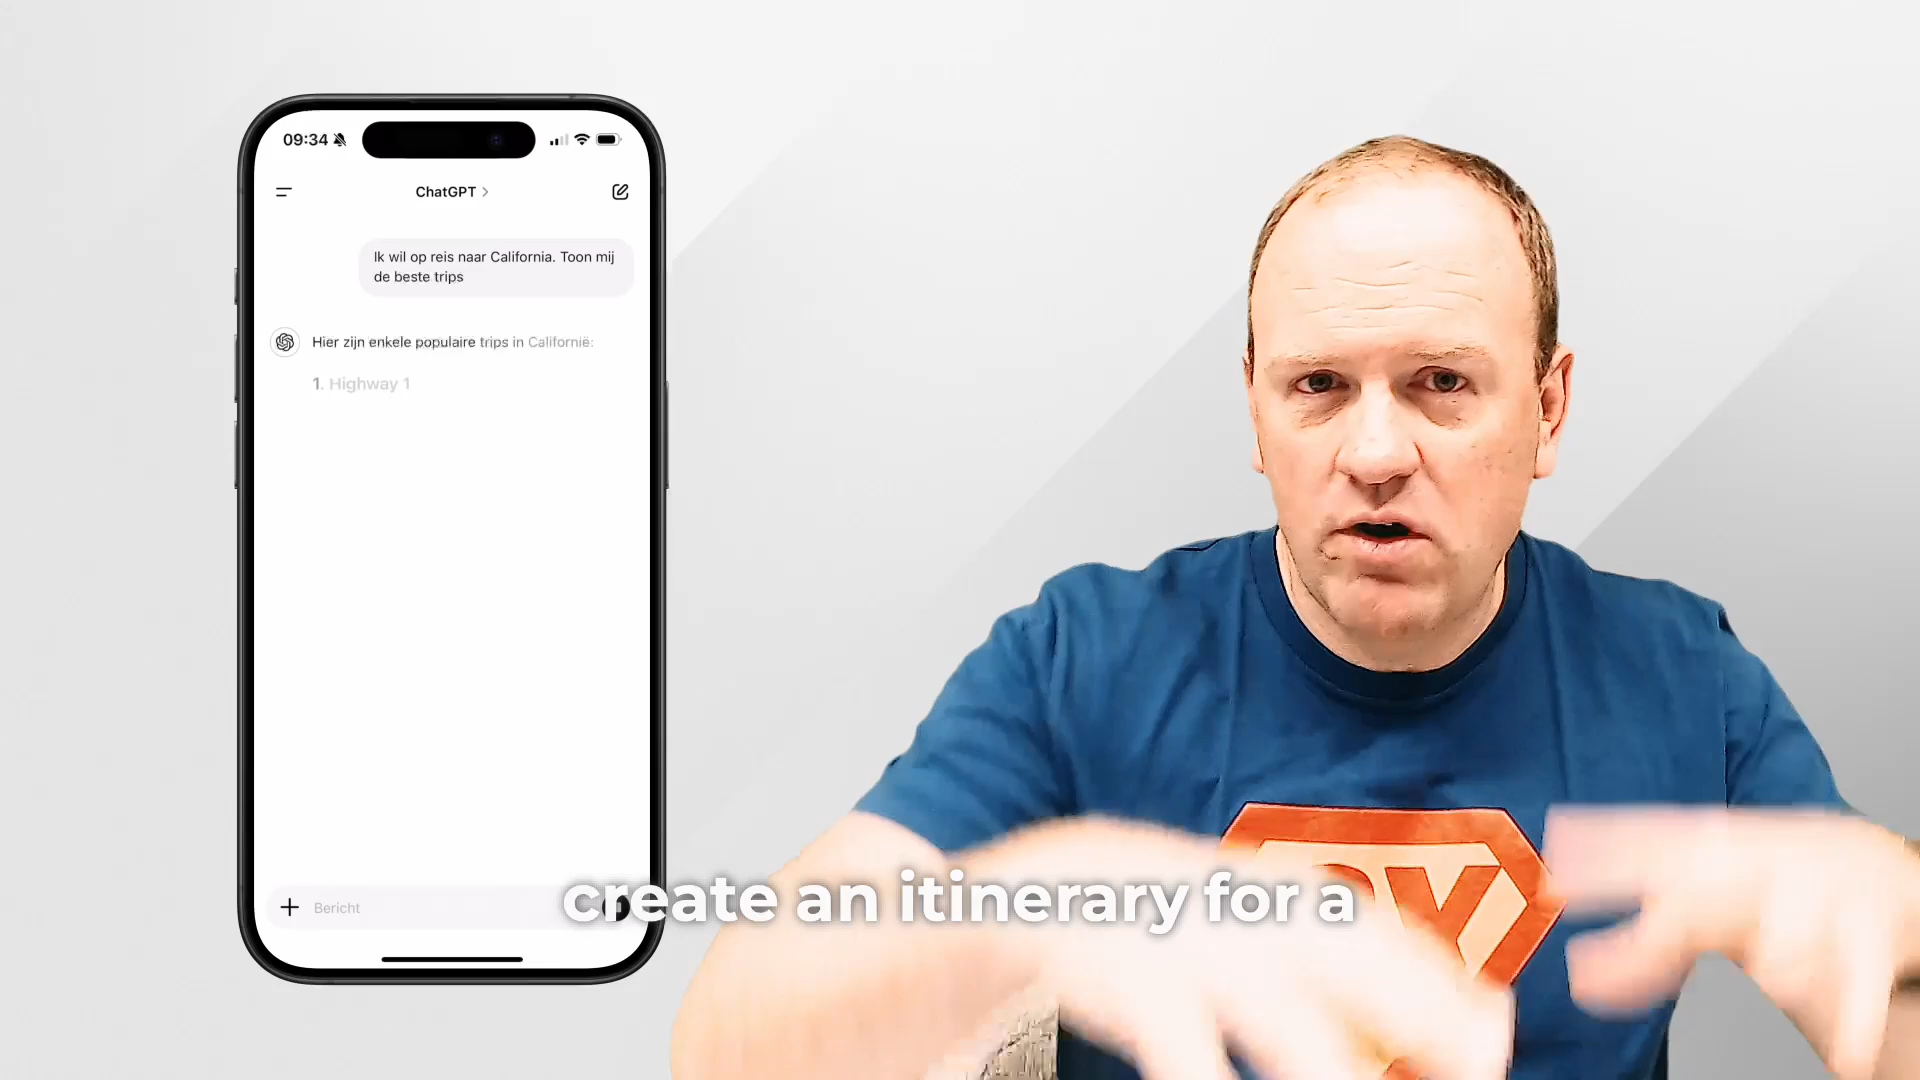 09:34
ChatGPT >
Ik wil op reis naar California. Toon mij
de beste trips
Hier zijn enkele populaire trips in Californië:
1. Highway 1
Bericht
create an itinerary for a